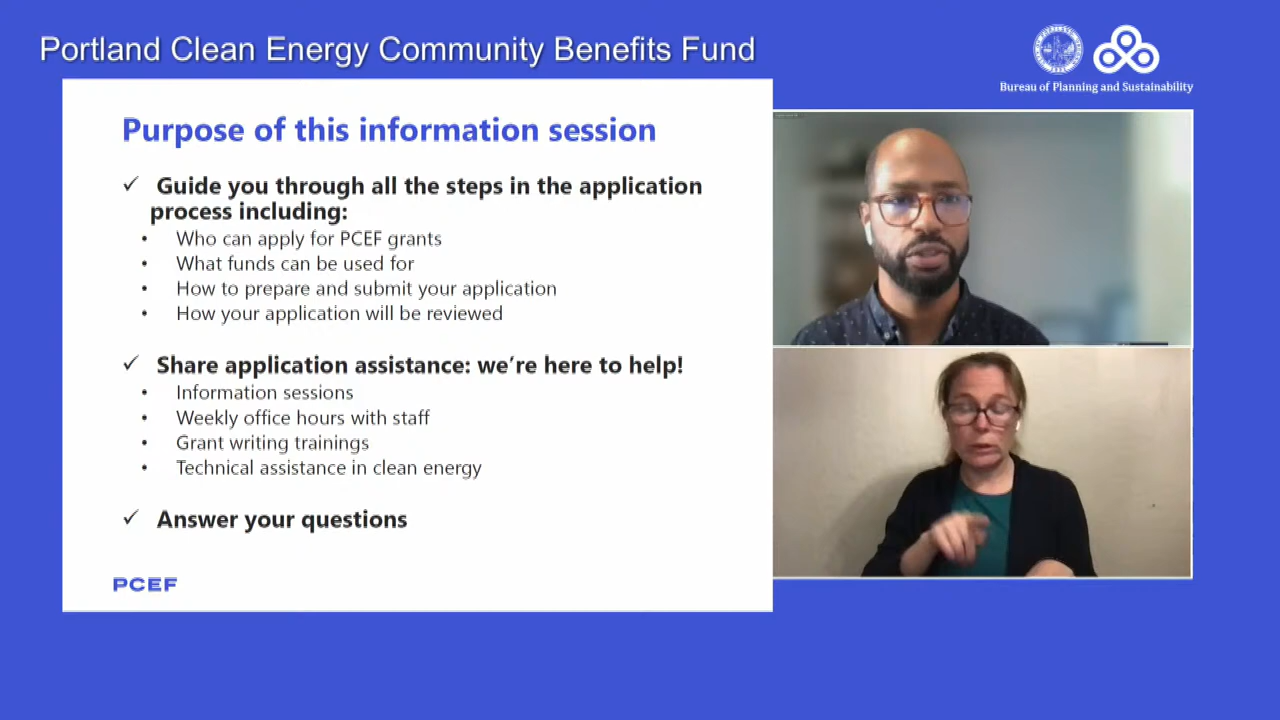 Portland Clean Energy Community Benefits Fund
Bureau of Planning and Sustainability
Purpose of this information session
✓ Guide you through all the steps in the application
process including:
• Who can apply for PCEF grants
• What funds can be used for
• How to prepare and submit your application
• How your application will be reviewed
✓ Share application assistance: we’re here to help!
• Information sessions
• Weekly office hours with staff
• Grant writing trainings
• Technical assistance in clean energy
✓ Answer your questions
PCEF